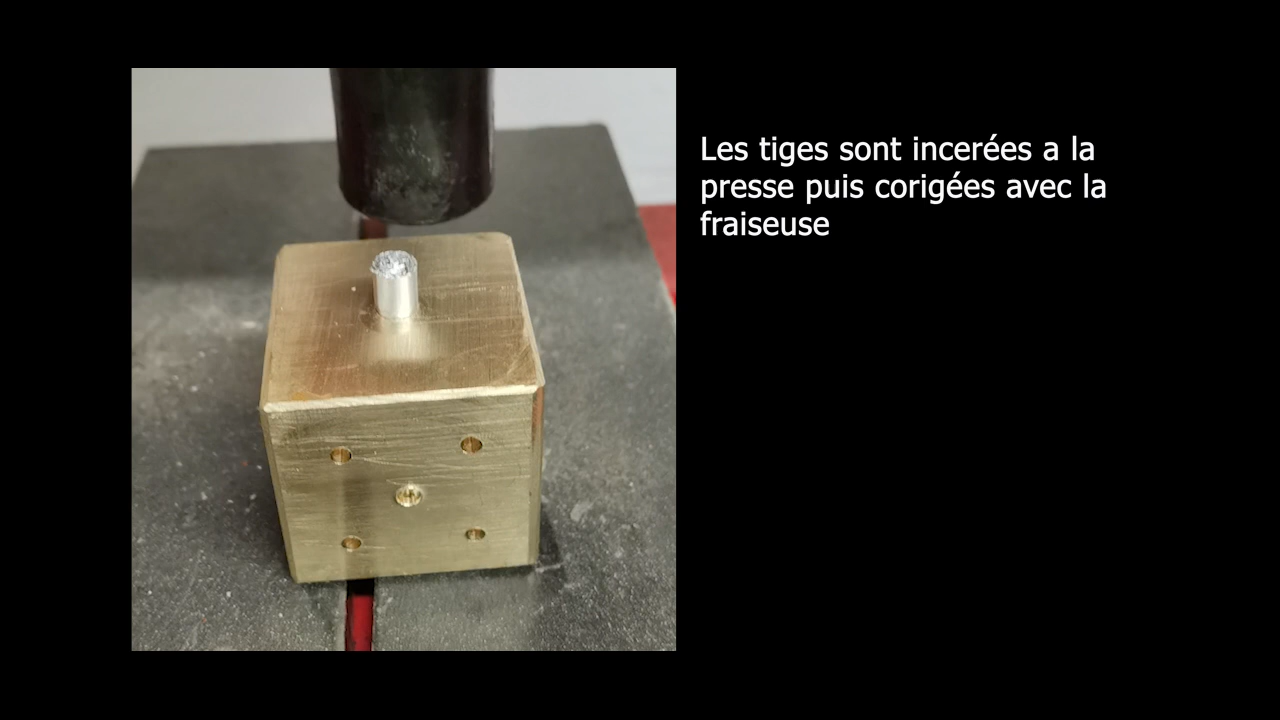 Les tiges sont incerées a la
presse puis corigées avec la
fraiseuse